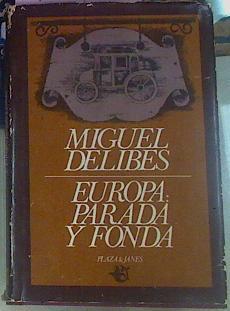 MIGUEL
DELIBES
EUROPA:
PARADA
Y FONDA
PLAZA & JANES